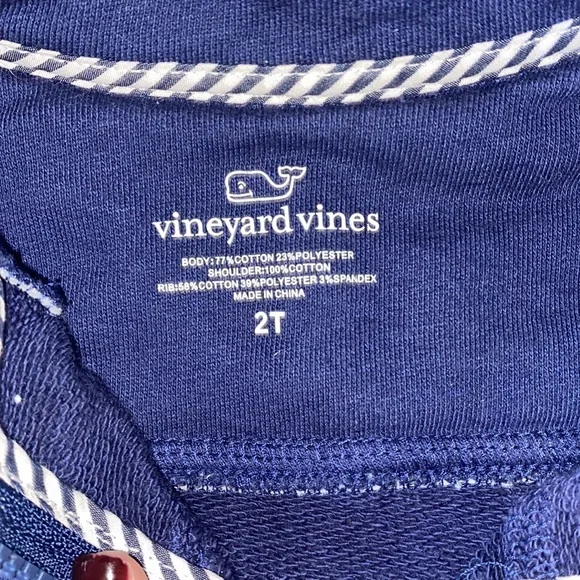 vineyard vines
BODY:77%COTTON 23%POLYESTER
SHOULDER:100%COTTON
RIB:58%COTTON 39%POLYESTER 3%SPANDEX
MADE IN CHINA
2T